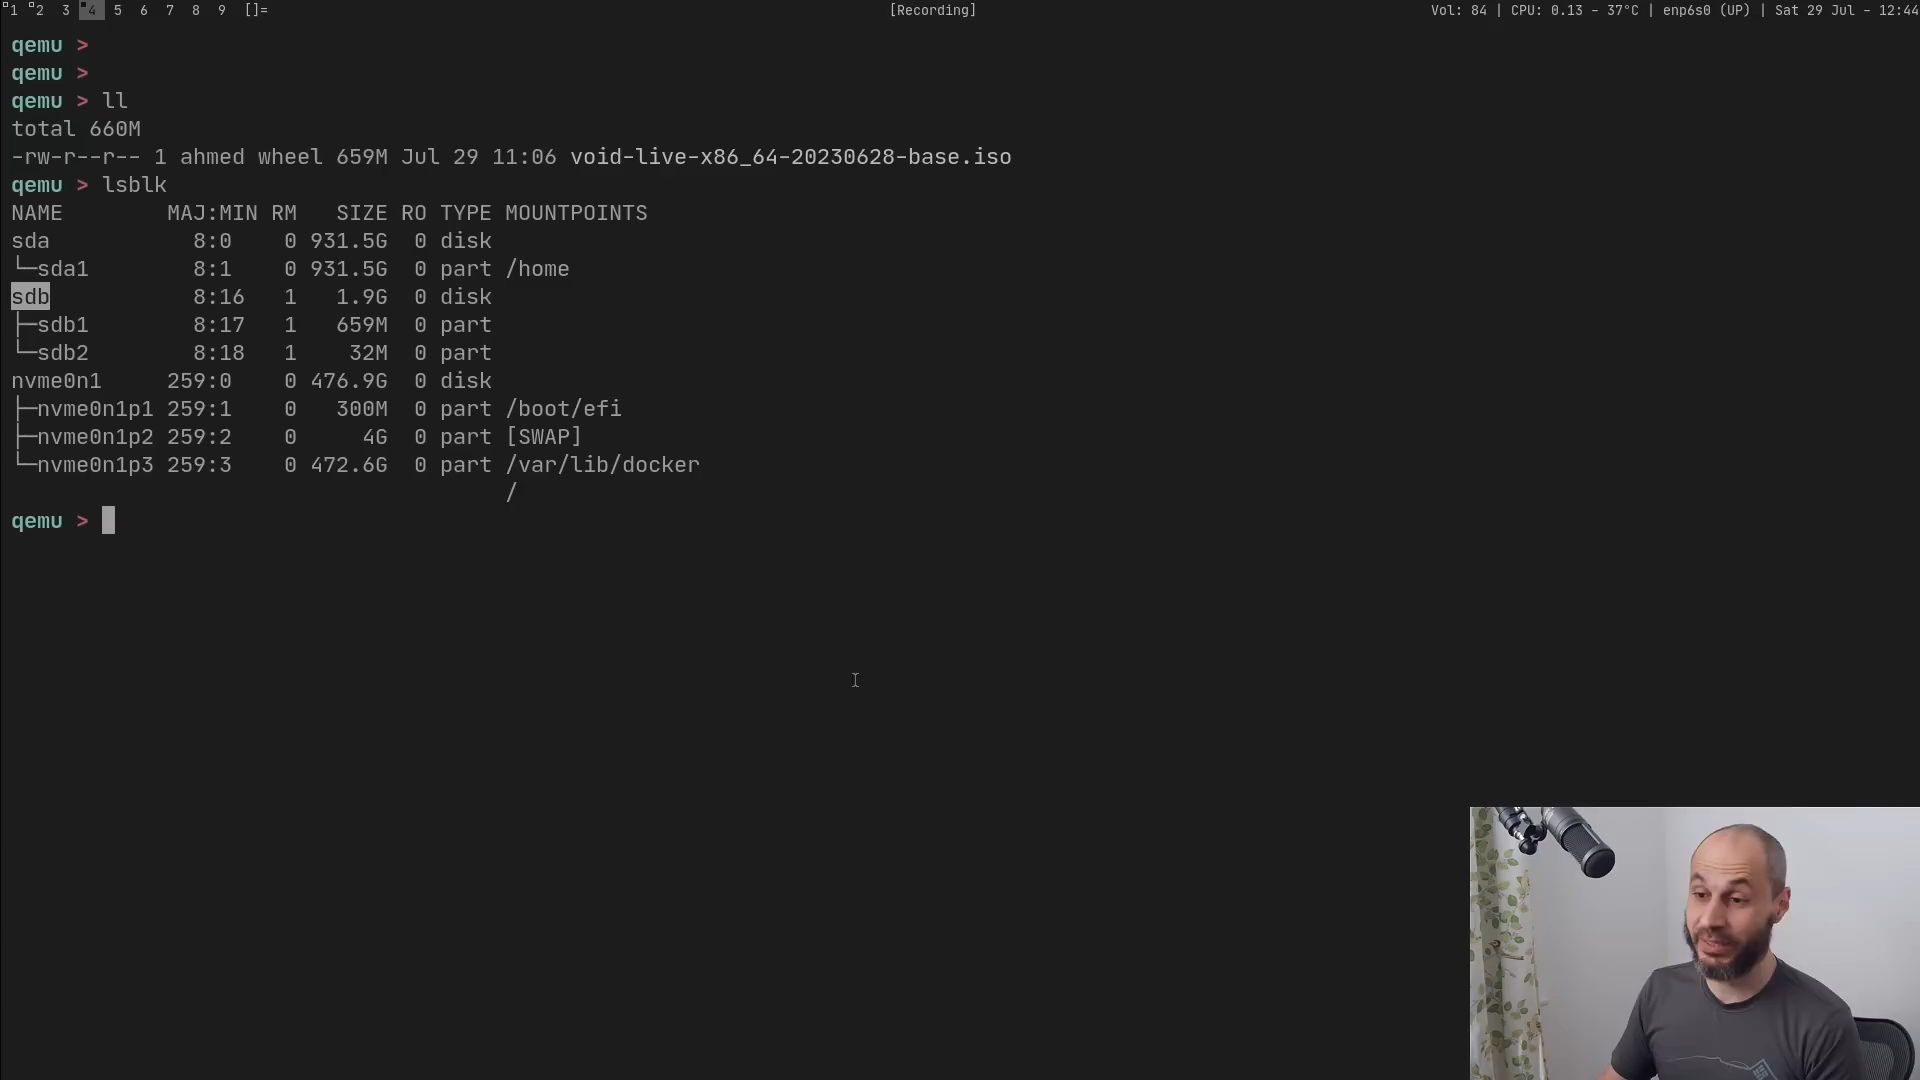 1 2 3 4 5 6 7 8 9 []= [Recording] Vol: 84 | CPU: 0.13 - 37°C | enp6s0 (UP) | Sat 29 Jul - 12:44
qemu >
qemu >
qemu > ll
total 660M
-rw-r--r-- 1 ahmed wheel 659M Jul 29 11:06 void-live-x86_64-20230628-base.iso
qemu > lsblk
NAME        MAJ:MIN RM   SIZE RO TYPE MOUNTPOINTS
sda           8:0    0 931.5G  0 disk
└─sda1        8:1    0 931.5G  0 part /home
sdb           8:16   1   1.9G  0 disk
├─sdb1        8:17   1   659M  0 part
└─sdb2        8:18   1    32M  0 part
nvme0n1     259:0    0 476.9G  0 disk
├─nvme0n1p1 259:1    0   300M  0 part /boot/efi
├─nvme0n1p2 259:2    0     4G  0 part [SWAP]
└─nvme0n1p3 259:3    0 472.6G  0 part /var/lib/docker
                                      /
qemu >